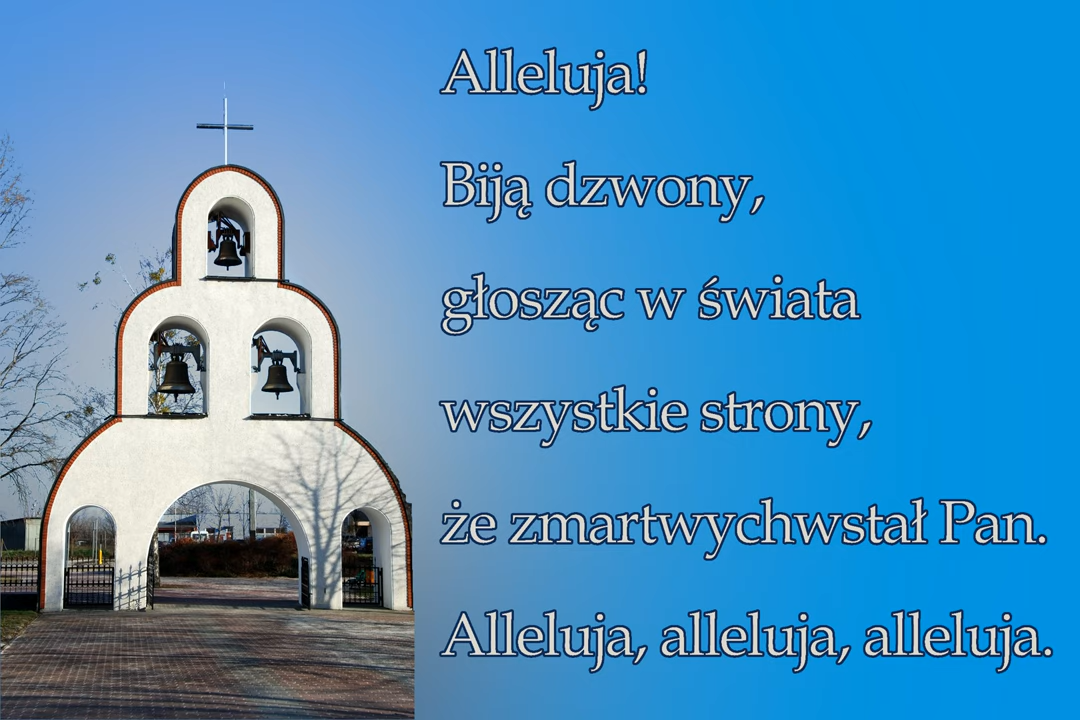 Alleluja!
Biją dzwony,
głosząc w świata
wszystkie strony,
że zmartwychwstał Pan.
Alleluja, alleluja, alleluja.